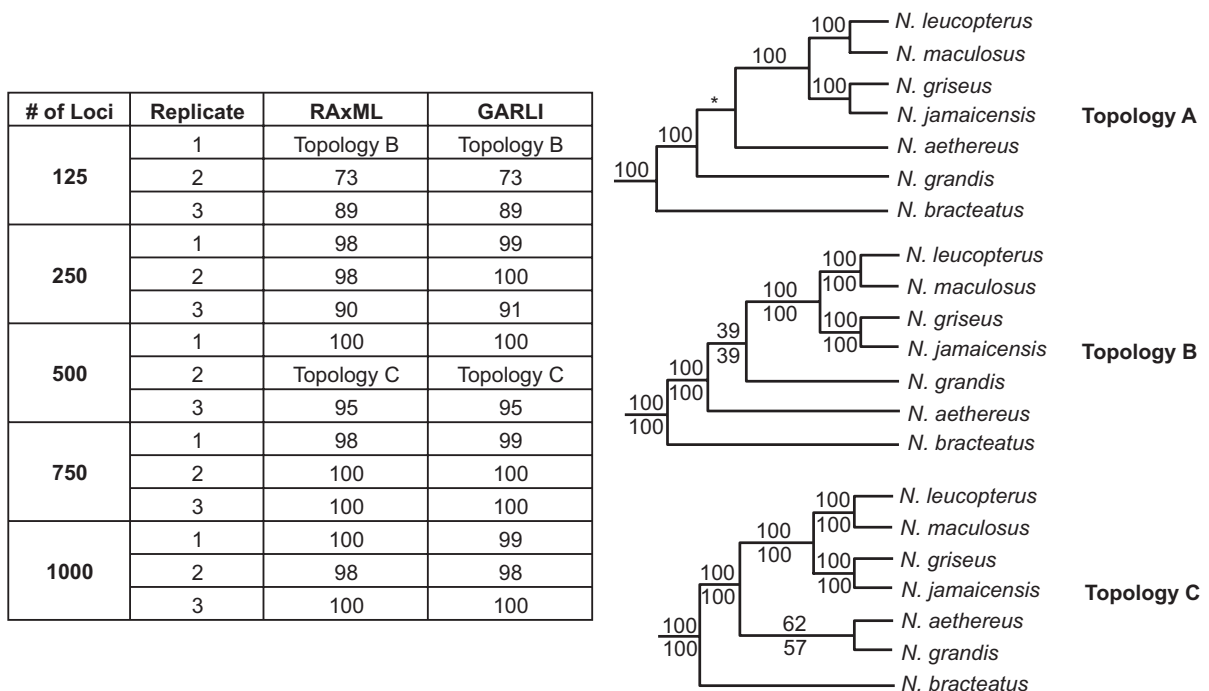 # of Loci Replicate RAxML GARLI
125
1 Topology B Topology B
2 73 73
3 89 89
250
1 98 99
2 98 100
3 90 91
500
1 100 100
2 Topology C Topology C
3 95 95
750
1 98 99
2 100 100
3 100 100
1000
1 100 99
2 98 98
3 100 100
100 N. leucopterus
N. maculosus
100
100 N. griseus
N. jamaicensis
*
N. aethereus
100
N. grandis
100
N. bracteatus
Topology A
100 N. leucopterus
100 N. maculosus
100
100
100 N. griseus
100 N. jamaicensis
39
39
N. grandis
100
100
N. aethereus
100
100
N. bracteatus
Topology B
100 N. leucopterus
100 N. maculosus
100
100
100 N. griseus
100 N. jamaicensis
100
100
62 N. aethereus
57 N. grandis
100
100
N. bracteatus
Topology C